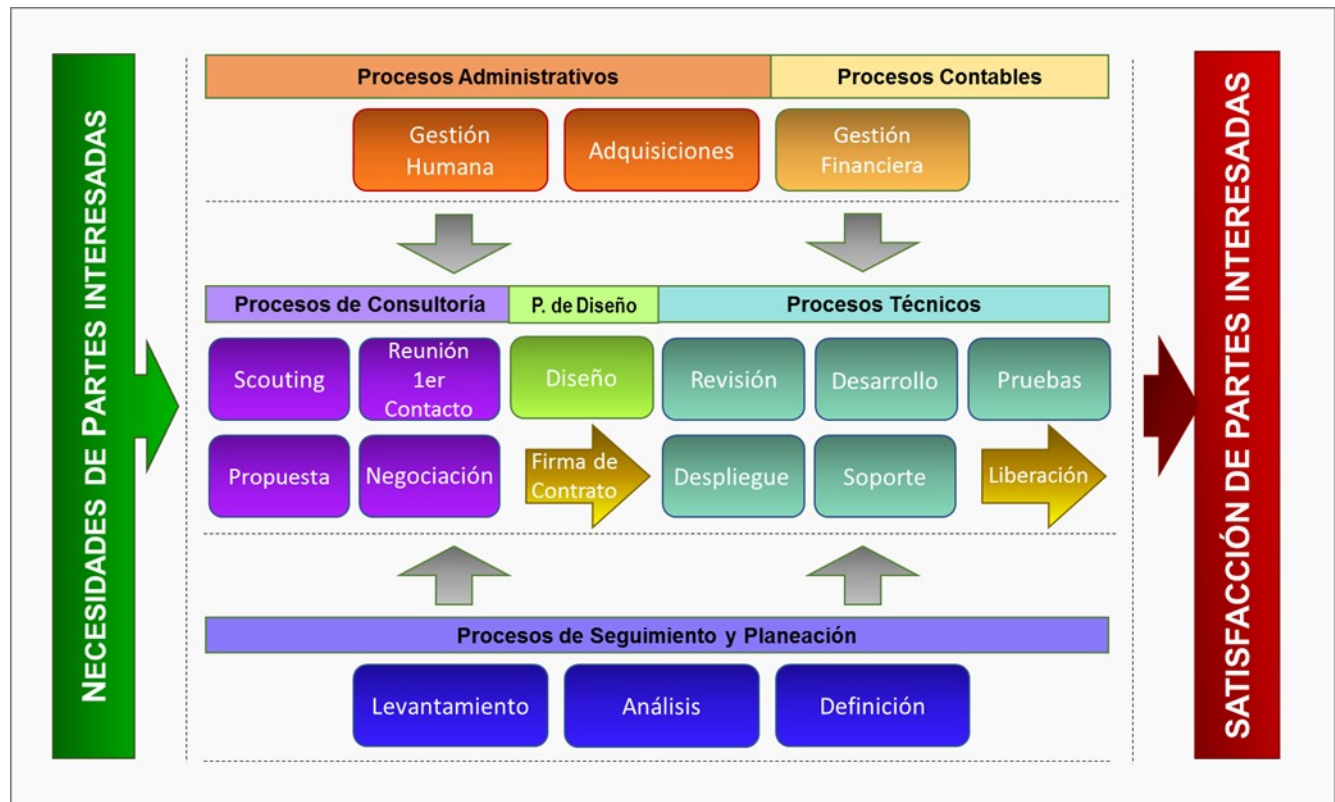 NECESIDADES DE PARTES INTERESADAS
Procesos Administrativos
Procesos Contables
Gestión
Humana
Adquisiciones
Gestión
Financiera
Procesos de Consultoría
P. de Diseño
Procesos Técnicos
Scouting
Reunión
1er
Contacto
Diseño
Revisión
Desarrollo
Pruebas
Propuesta
Negociación
Firma de
Contrato
Despliegue
Soporte
Liberación
Procesos de Seguimiento y Planeación
Levantamiento
Análisis
Definición
SATISFACCIÓN DE PARTES INTERESADAS